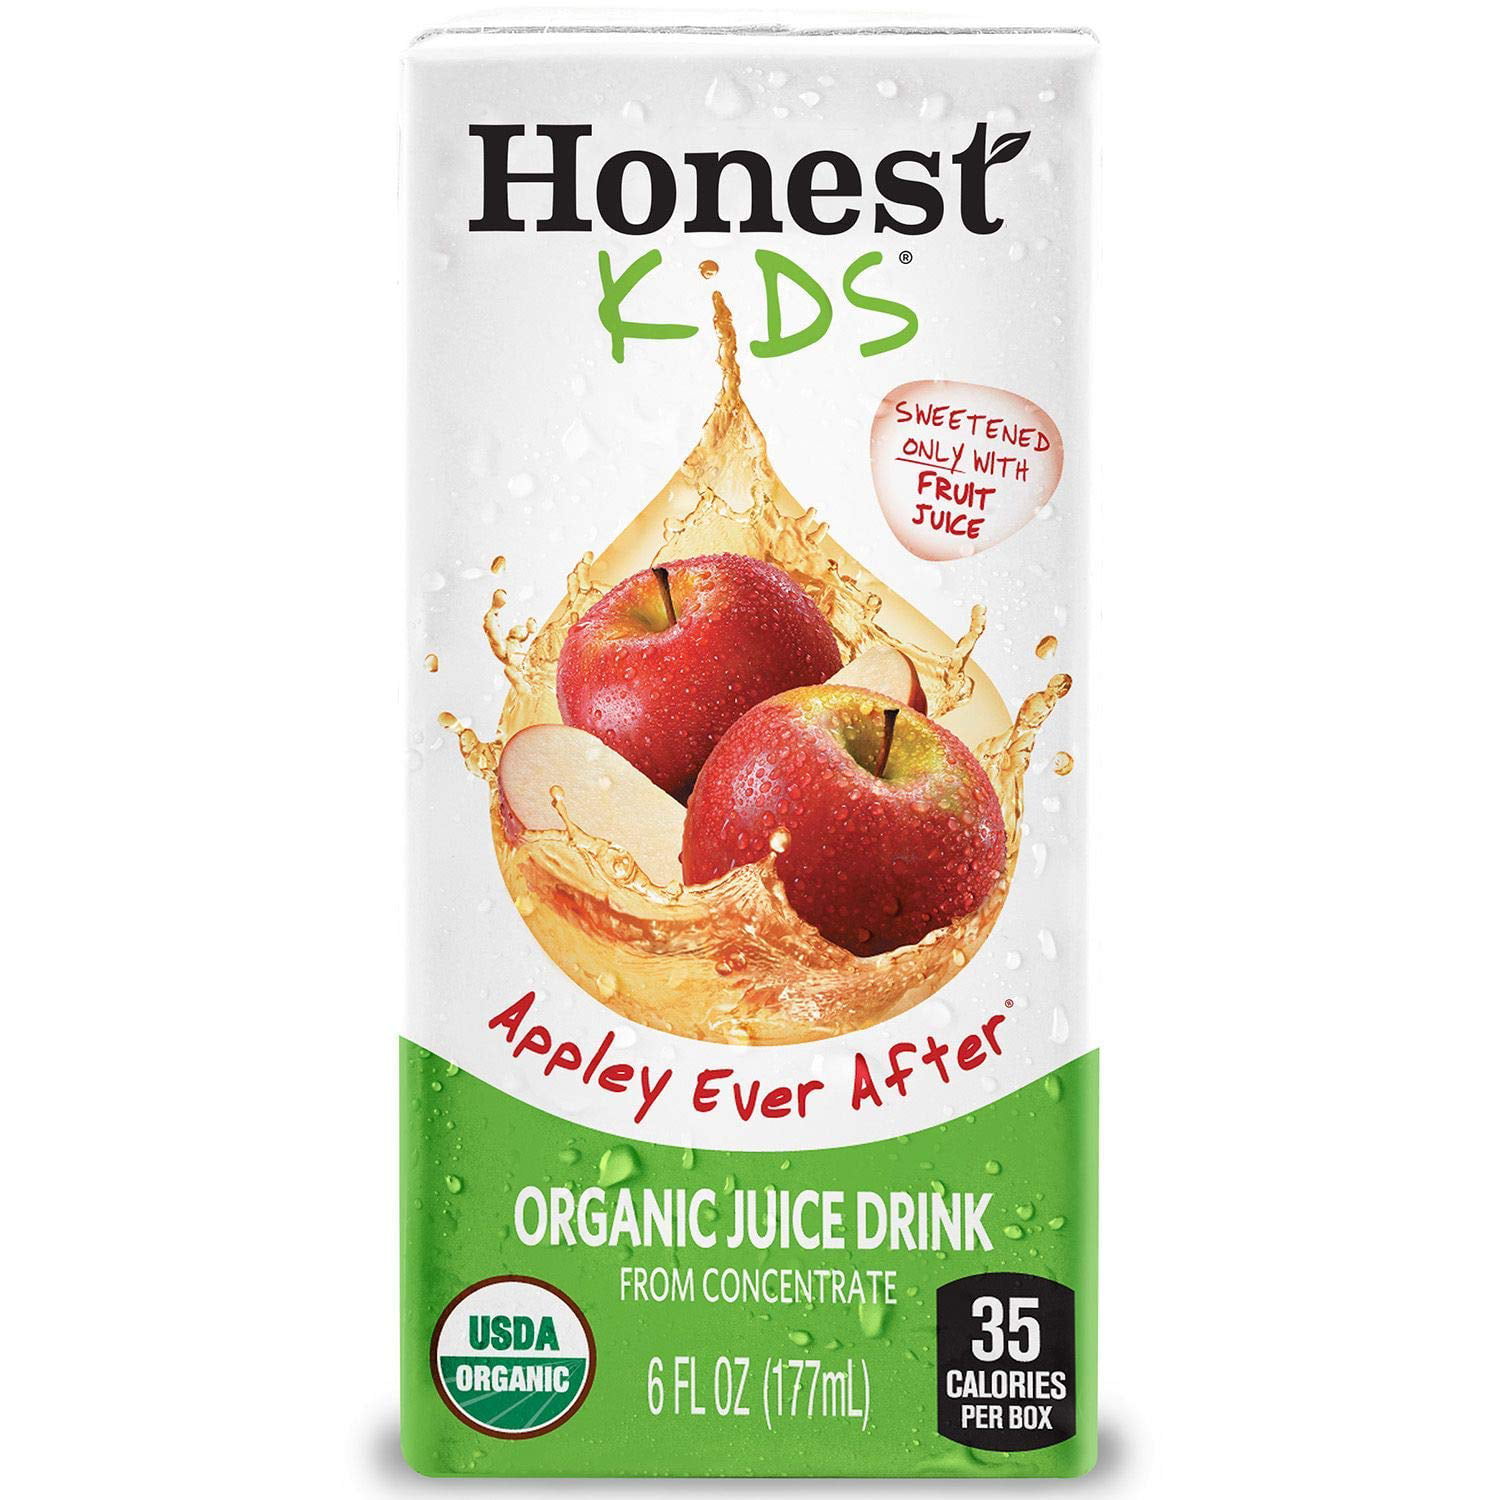 Honest
KiDS®
SWEETENED
ONLY WITH
FRUIT
JUICE
Appley Ever After®
ORGANIC JUICE DRINK
FROM CONCENTRATE
USDA
ORGANIC
6 FL OZ (177mL)
35
CALORIES
PER BOX